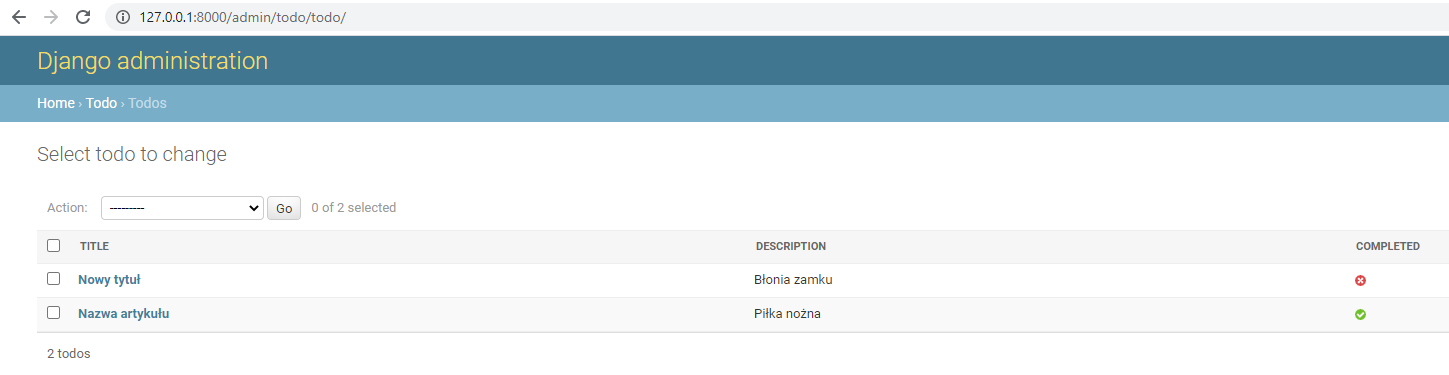 127.0.0.1:8000/admin/todo/todo/
Django administration
Home › Todo › Todos
Select todo to change
Action: --------- Go 0 of 2 selected
TITLE DESCRIPTION COMPLETED
Nowy tytuł Błonia zamku
Nazwa artykułu Piłka nożna
2 todos